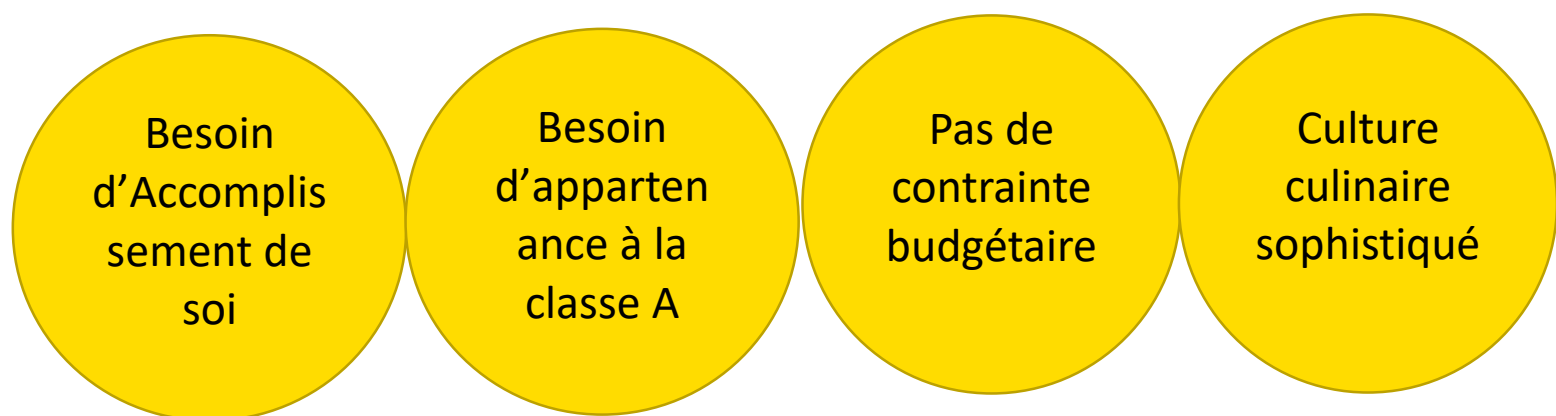 Besoin
d’Accomplis
sement de
soi
Besoin
d’apparten
ance à la
classe A
Pas de
contrainte
budgétaire
Culture
culinaire
sophistiqué